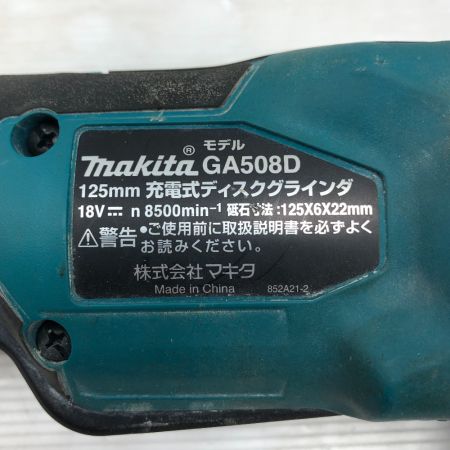 モデル
makita® GA508D
125mm 充電式ディスクグラインダ
18V⎓ n 8500min⁻¹ 砥石寸法:125X6X22mm
⚠警告 •ご使用前に取扱説明書を必ずよく
お読みください。
株式会社マキタ
Made in China 852A21-2